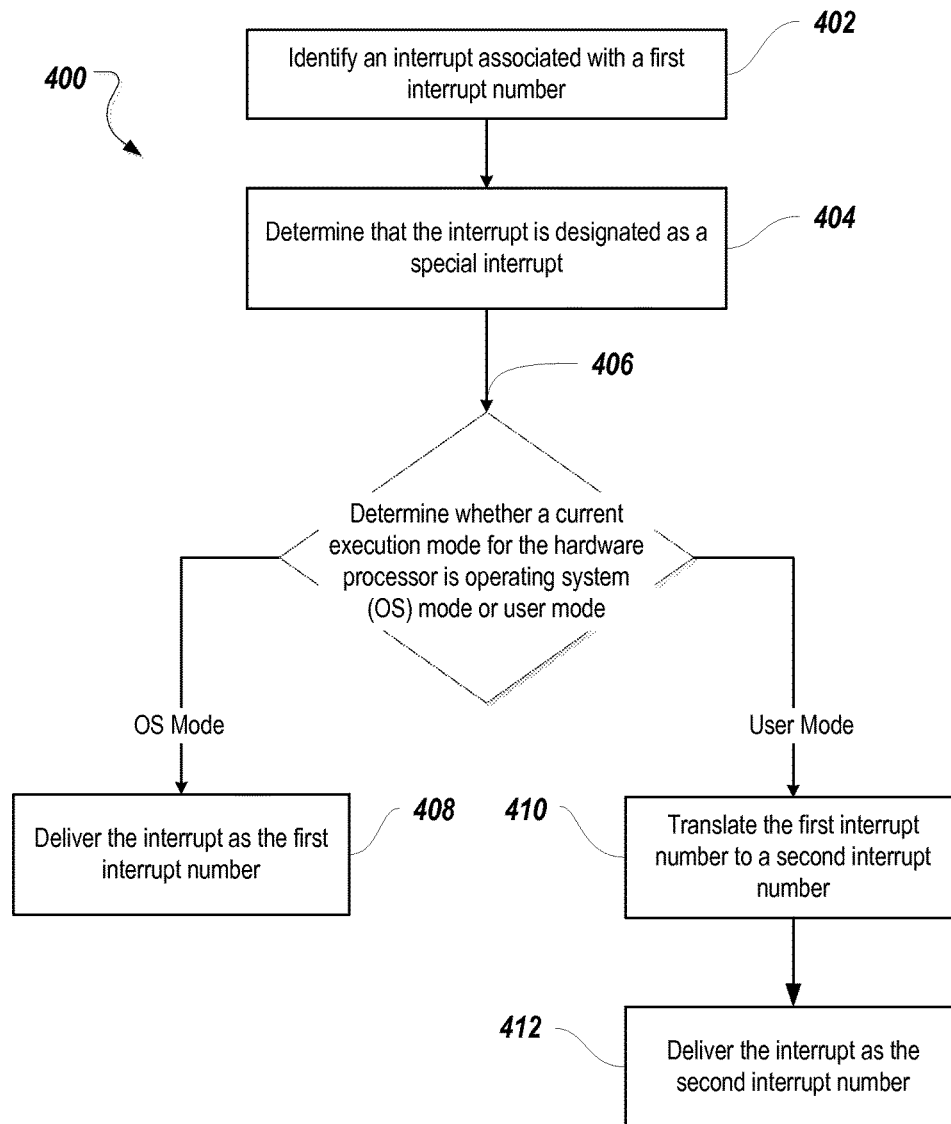 402
Identify an interrupt associated with a first
interrupt number
400
404
Determine that the interrupt is designated as a
special interrupt
406
Determine whether a current
execution mode for the hardware
processor is operating system
(OS) mode or user mode
OS Mode
User Mode
408
Deliver the interrupt as the first
interrupt number
410
Translate the first interrupt
number to a second interrupt
number
412
Deliver the interrupt as the
second interrupt number